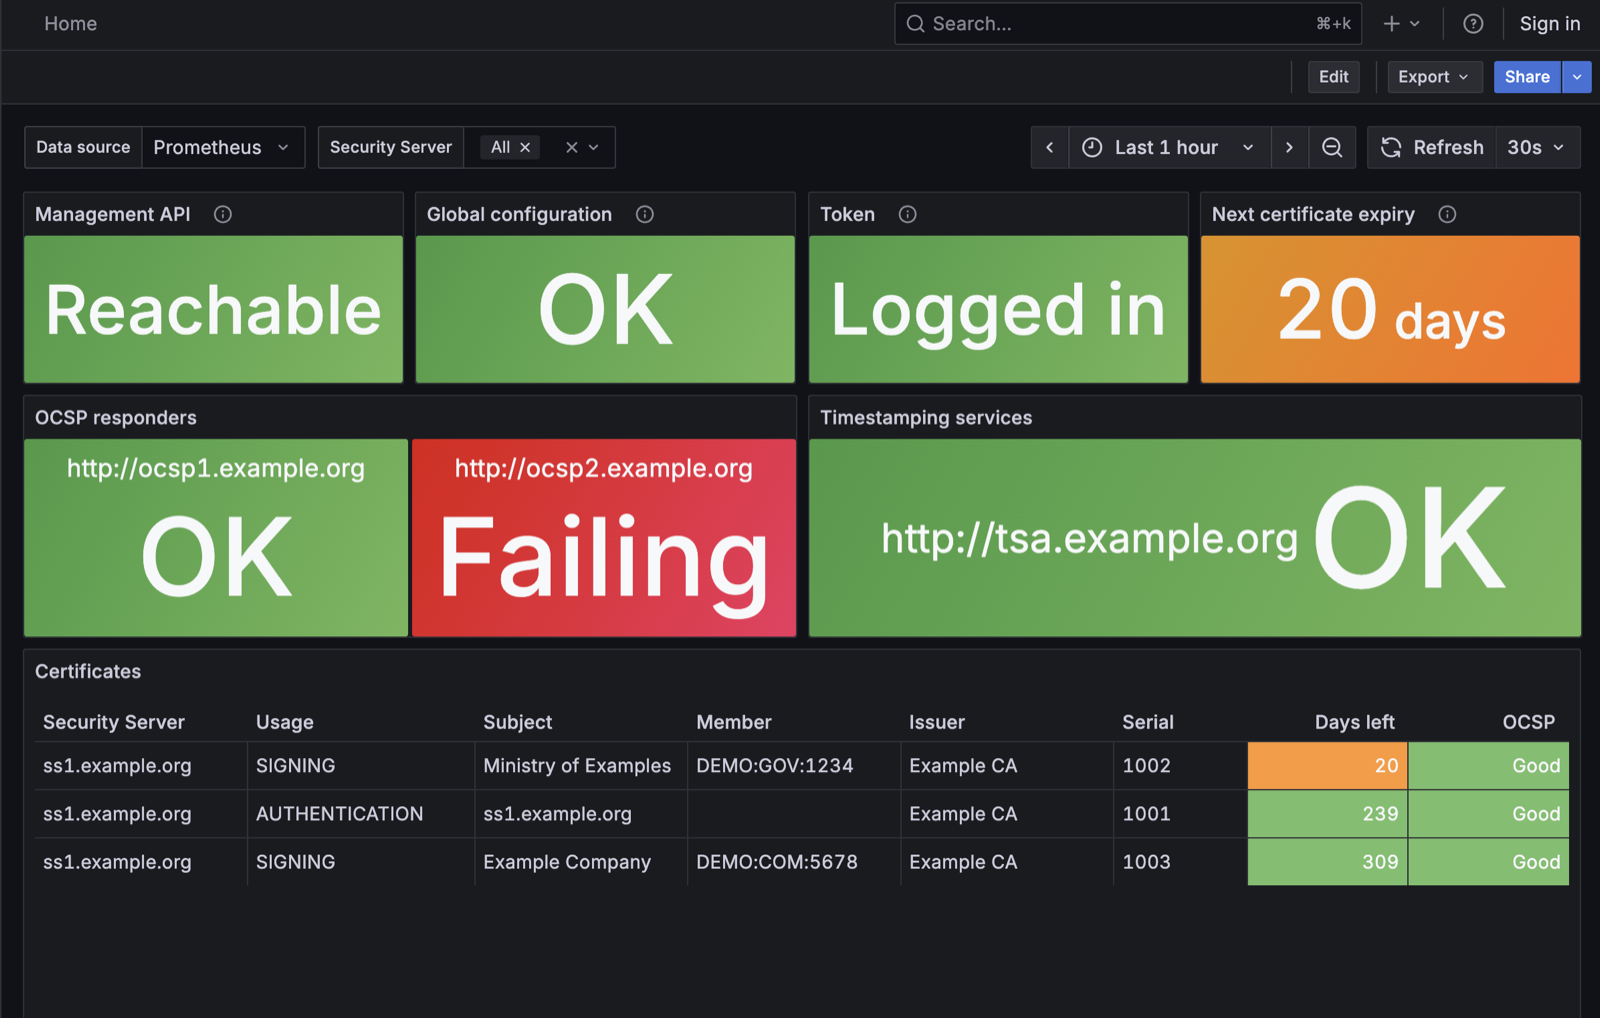 Home
Search...
⌘+k
Sign in
Edit
Export
Share
Data source
Prometheus
Security Server
All
Last 1 hour
Refresh
30s
Management API
Global configuration
Token
Next certificate expiry
Reachable
OK
Logged in
20 days
OCSP responders
Timestamping services
http://ocsp1.example.org
OK
http://ocsp2.example.org
Failing
http://tsa.example.org OK
Certificates
Security Server Usage Subject Member Issuer Serial Days left OCSP
ss1.example.org SIGNING Ministry of Examples DEMO:GOV:1234 Example CA 1002 20 Good
ss1.example.org AUTHENTICATION ss1.example.org Example CA 1001 239 Good
ss1.example.org SIGNING Example Company DEMO:COM:5678 Example CA 1003 309 Good